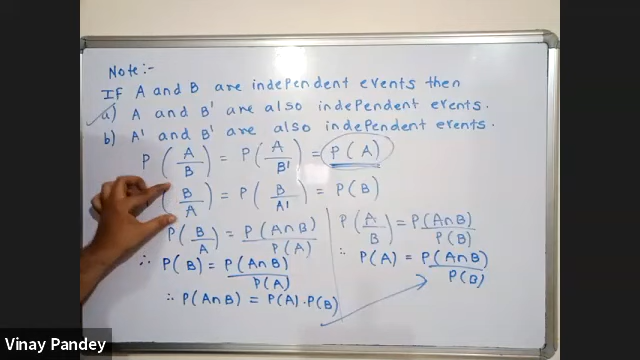 Note:-
If A and B are independent events then
a) A and B' are also independent events.
b) A' and B' are also independent events.
P(A/B) = P(A/B') = P(A)
(B/A) = P(B/A') = P(B)
P(B/A) = P(A∩B)/P(A)
∴ P(B) = P(A∩B)/P(A)
∴ P(A∩B) = P(A).P(B)
P(A/B) = P(A∩B)/P(B)
∴ P(A) = P(A∩B)/P(B)
Vinay Pandey